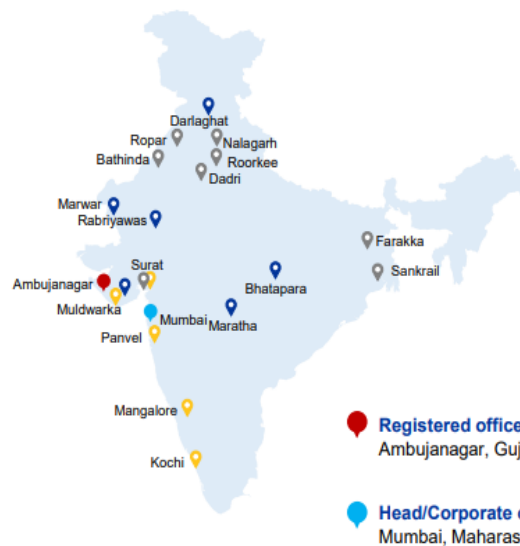 Darlaghat
Ropar
Nalagarh
Bathinda
Roorkee
Dadri
Marwar
Rabriyawas
Farakka
Surat
Sankrail
Ambujanagar
Bhatapara
Muldwarka
Mumbai
Maratha
Panvel
Mangalore
Registered office
Ambujanagar, Guj
Kochi
Head/Corporate
Mumbai, Maharas